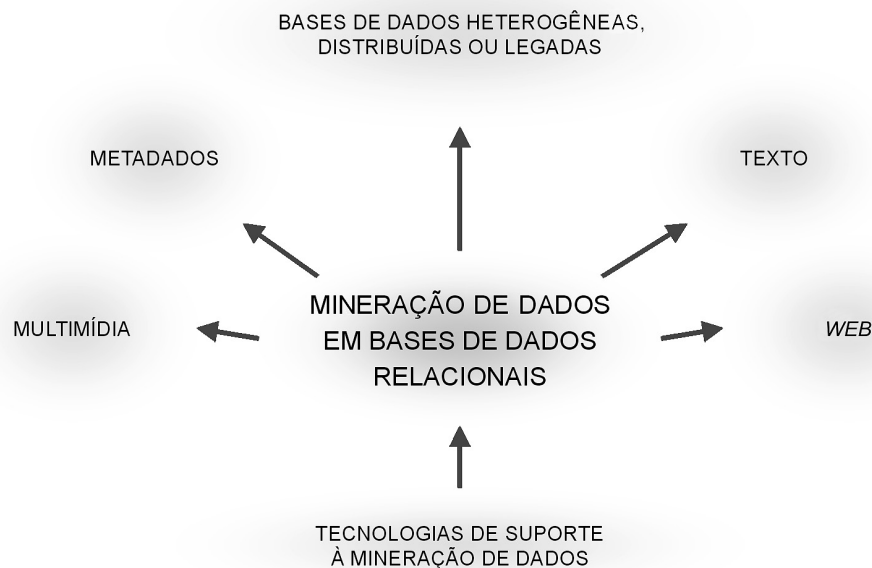 BASES DE DADOS HETEROGÊNEAS,
DISTRIBUÍDAS OU LEGADAS
METADADOS
TEXTO
MULTIMÍDIA
MINERAÇÃO DE DADOS
EM BASES DE DADOS
RELACIONAIS
WEB
TECNOLOGIAS DE SUPORTE
À MINERAÇÃO DE DADOS